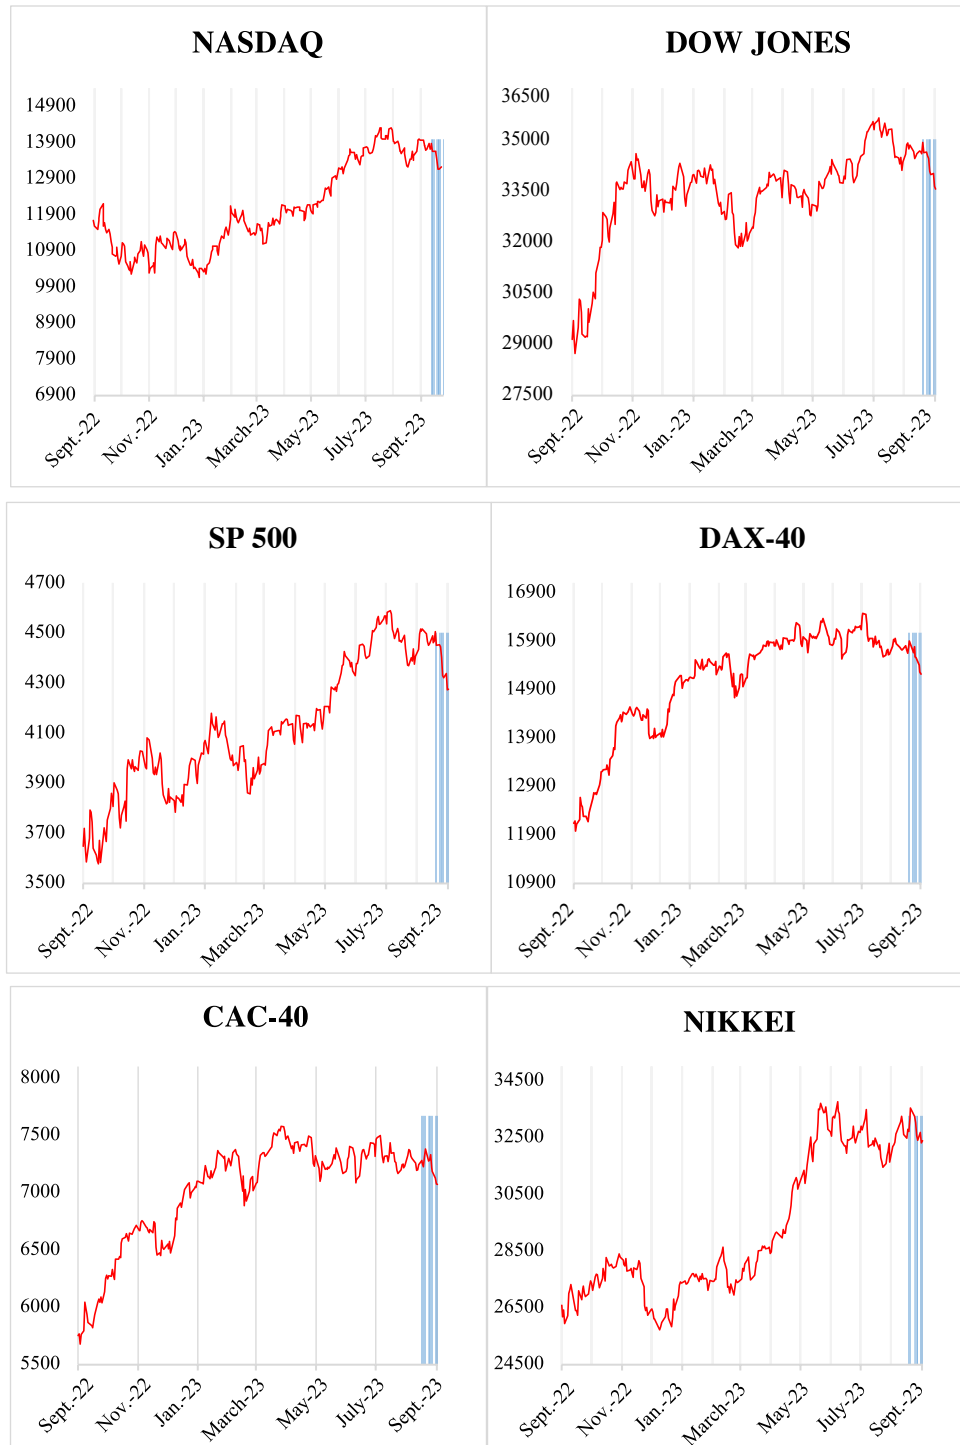 NASDAQ
14900
13900
12900
11900
10900
9900
8900
7900
6900
Sept.-22
Nov.-22
Jan.-23
March-23
May-23
July-23
Sept.-23
DOW JONES
36500
35000
33500
32000
30500
29000
27500
Sept.-22
Nov.-22
Jan.-23
March-23
May-23
July-23
Sept.-23
SP 500
4700
4500
4300
4100
3900
3700
3500
Sept.-22
Nov.-22
Jan.-23
March-23
May-23
July-23
Sept.-23
DAX-40
16900
15900
14900
13900
12900
11900
10900
Sept.-22
Nov.-22
Jan.-23
March-23
May-23
July-23
Sept.-23
CAC-40
8000
7500
7000
6500
6000
5500
Sept.-22
Nov.-22
Jan.-23
March-23
May-23
July-23
Sept.-23
NIKKEI
34500
32500
30500
28500
26500
24500
Sept.-22
Nov.-22
Jan.-23
March-23
May-23
July-23
Sept.-23